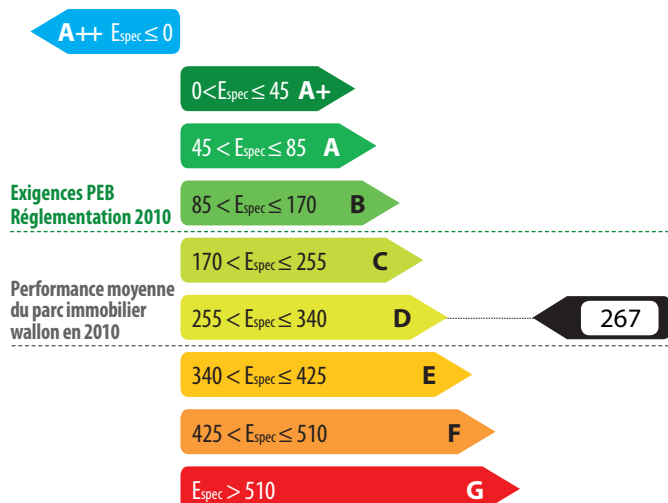 A++ Espec ≤ 0
0<Espec ≤ 45 A+
45 < Espec ≤ 85 A
Exigences PEB
Réglementation 2010
85 < Espec ≤ 170 B
170 < Espec ≤ 255 C
Performance moyenne
du parc immobilier
wallon en 2010
255 < Espec ≤ 340 D
267
340 < Espec ≤ 425 E
425 < Espec ≤ 510 F
Espec > 510 G